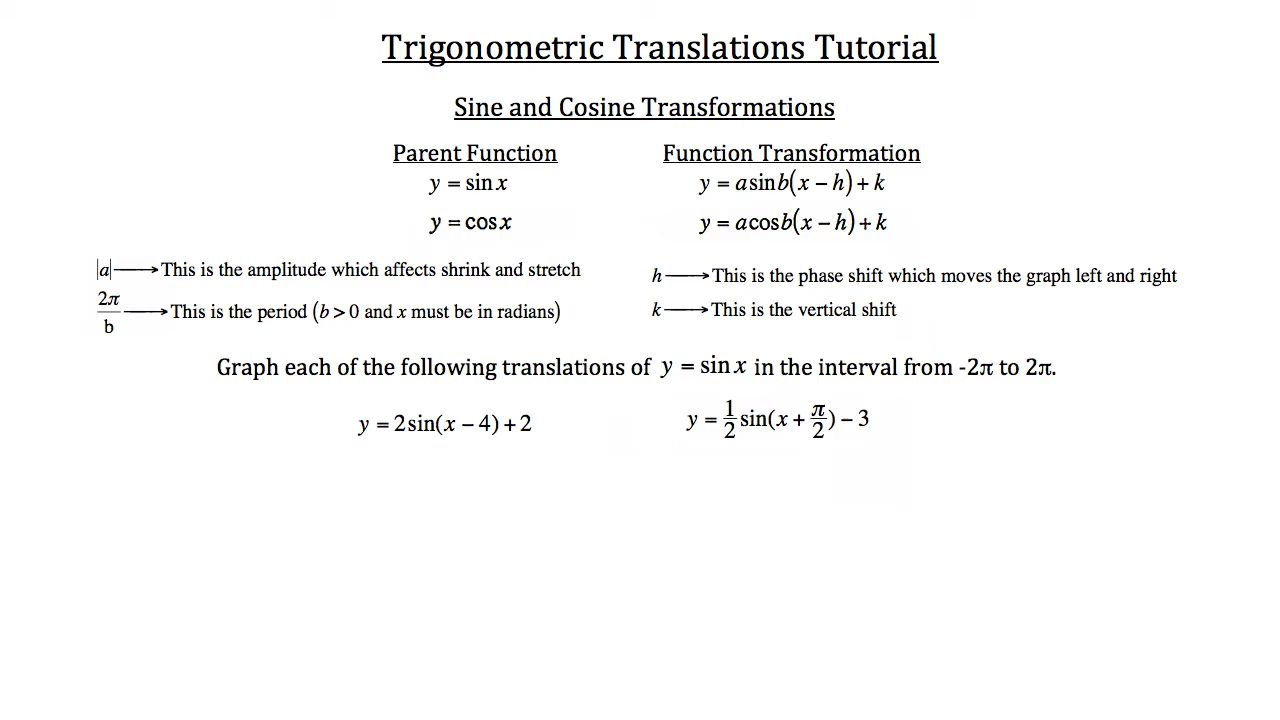 Trigonometric Translations Tutorial
Sine and Cosine Transformations
Parent Function Function Transformation
y = sin x y = a sin b(x − h) + k
y = cos x y = a cos b(x − h) + k
|a| ⟶ This is the amplitude which affects shrink and stretch
h ⟶ This is the phase shift which moves the graph left and right
2π/b ⟶ This is the period (b > 0 and x must be in radians)
k ⟶ This is the vertical shift
Graph each of the following translations of y = sin x in the interval from -2π to 2π.
y = 2 sin(x − 4) + 2 y = 1/2 sin(x + π/2) − 3